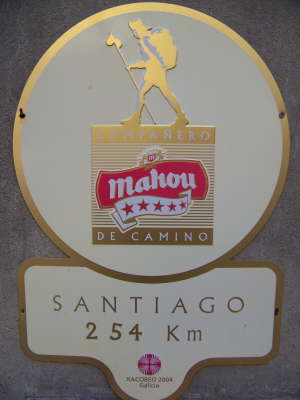 COMPAÑERO
mahou
DE CAMINO
SANTIAGO
254 Km
XACOBEO 2004
Galicia